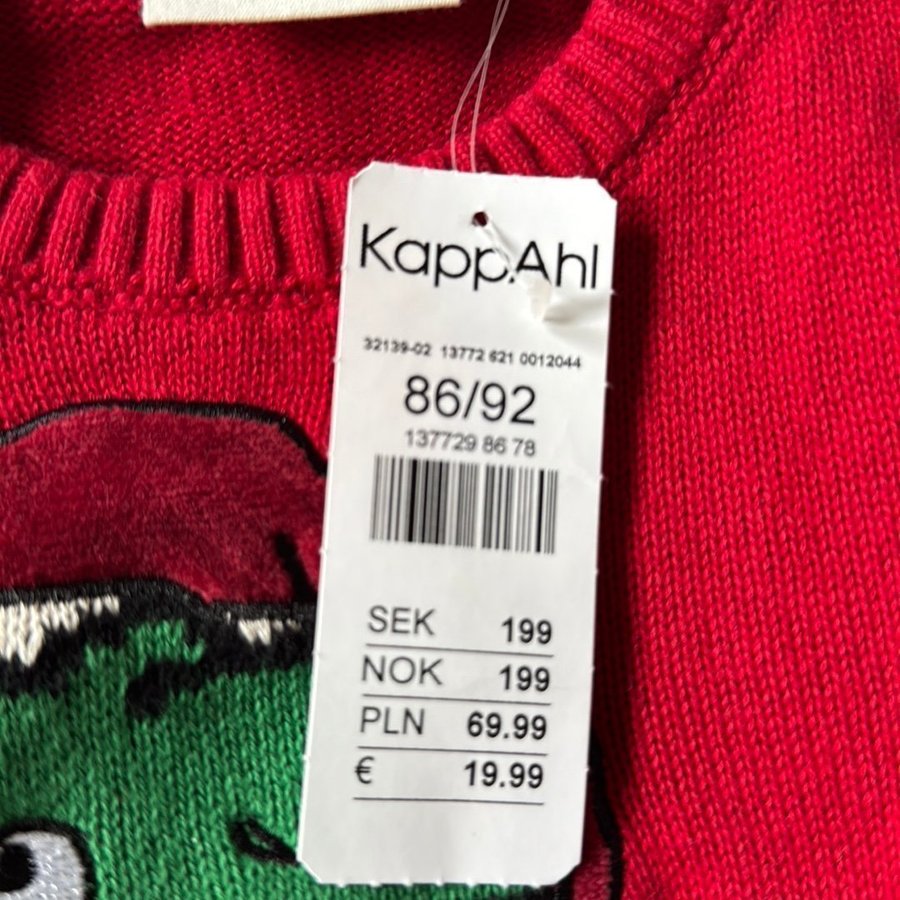 KappAhl
32139-02 13772 621 0012044
86/92
137729 86 78
SEK 199
NOK 199
PLN 69.99
€ 19.99